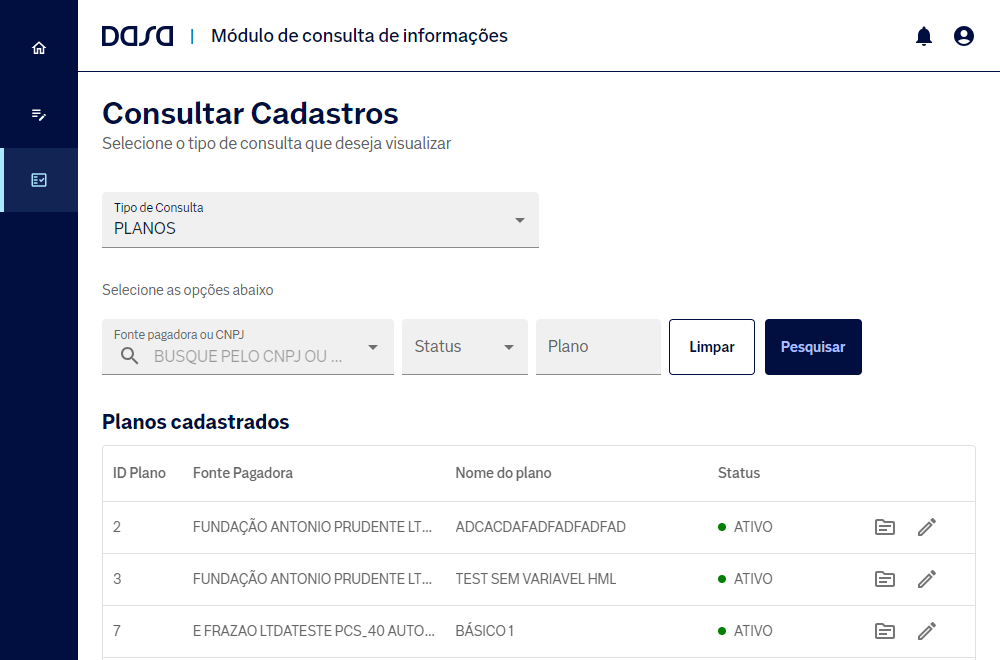 DASA | Módulo de consulta de informações
Consultar Cadastros
Selecione o tipo de consulta que deseja visualizar
Tipo de Consulta
PLANOS
Selecione as opções abaixo
Fonte pagadora ou CNPJ
BUSQUE PELO CNPJ OU ...
Status
Plano
Limpar
Pesquisar
Planos cadastrados
ID Plano Fonte Pagadora Nome do plano Status
2 FUNDAÇÃO ANTONIO PRUDENTE LT... ADCACDAFADFADFADFAD ATIVO
3 FUNDAÇÃO ANTONIO PRUDENTE LT... TEST SEM VARIAVEL HML ATIVO
7 E FRAZAO LTDATESTE PCS_40 AUTO... BÁSICO 1 ATIVO